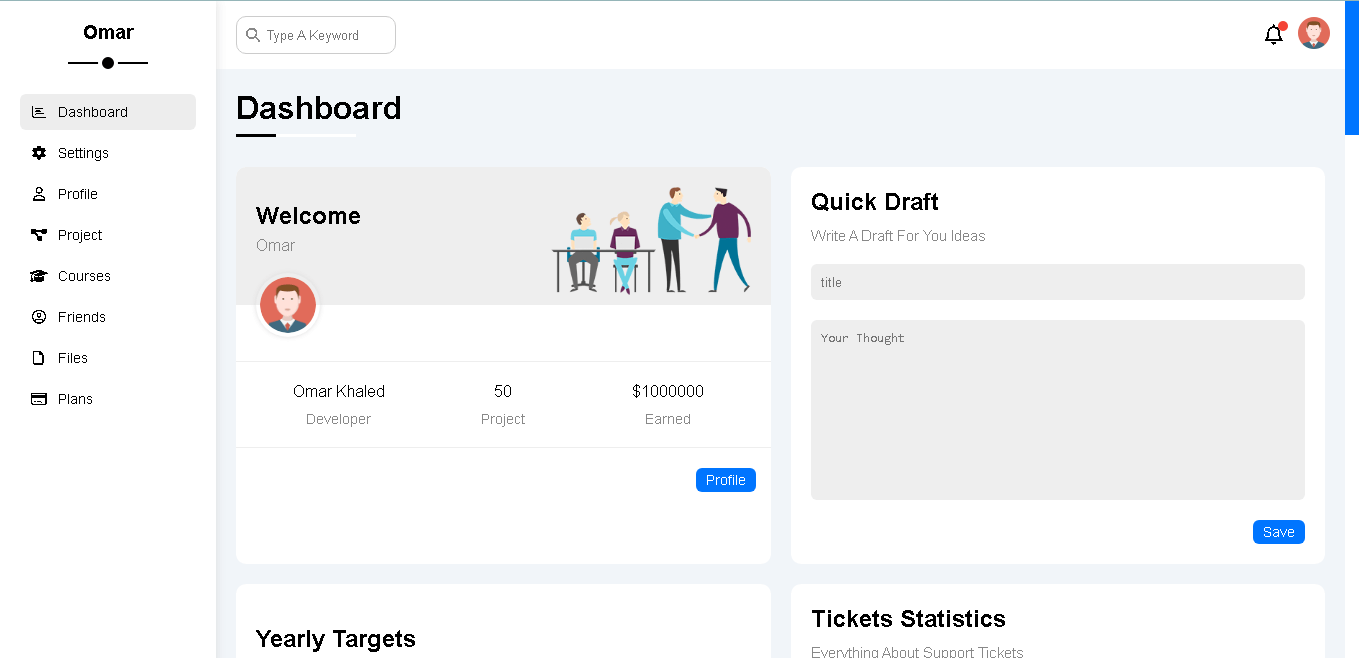 Omar
Dashboard
Settings
Profile
Project
Courses
Friends
Files
Plans
Type A Keyword
Dashboard
Welcome
Omar
Omar Khaled
Developer
50
Project
$1000000
Earned
Profile
Quick Draft
Write A Draft For You Ideas
title
Your Thought
Save
Yearly Targets
Tickets Statistics
Everything About Support Tickets